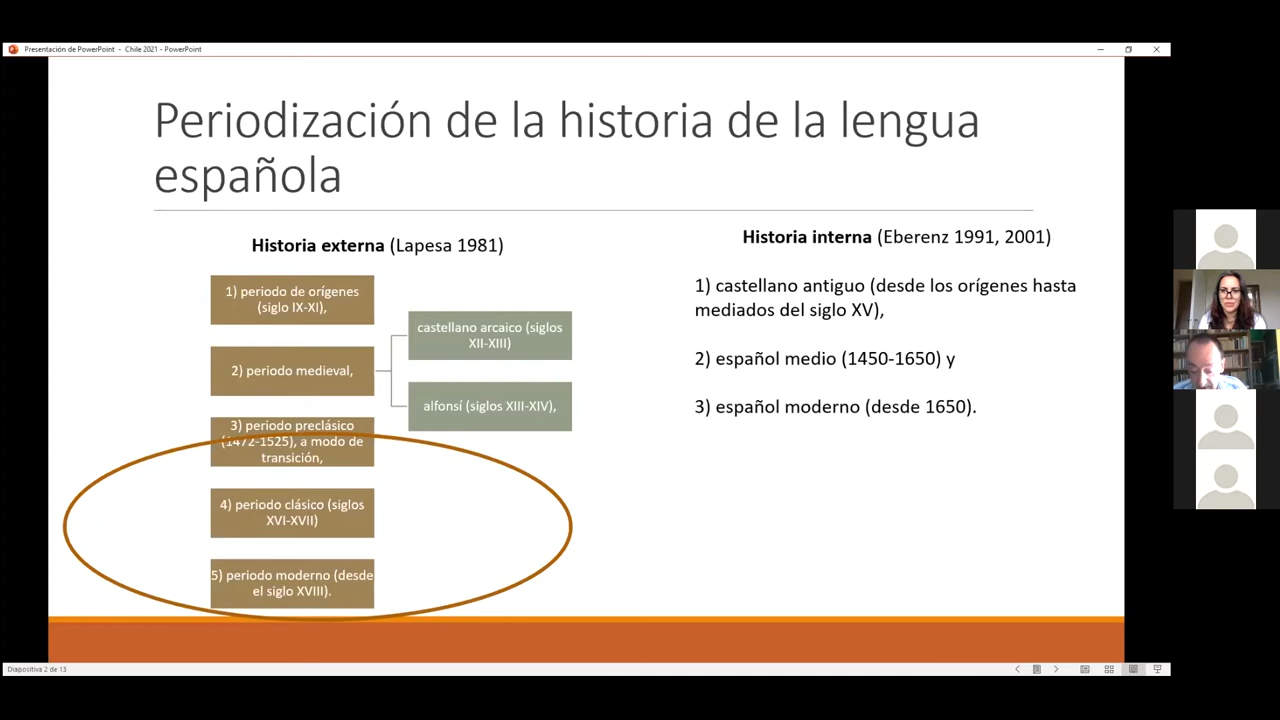 Presentación de PowerPoint - Chile 2021 - PowerPoint
Periodización de la historia de la lengua
española
Historia externa (Lapesa 1981)
1) periodo de orígenes
(siglo IX-XI),
2) periodo medieval,
castellano arcaico (siglos
XII-XIII)
alfonsí (siglos XIII-XIV),
3) periodo preclásico
(1472-1525), a modo de
transición,
4) periodo clásico (siglos
XVI-XVII)
5) periodo moderno (desde
el siglo XVIII).
Historia interna (Eberenz 1991, 2001)
1) castellano antiguo (desde los orígenes hasta
mediados del siglo XV),
2) español medio (1450-1650) y
3) español moderno (desde 1650).
Diapositiva 2 de 13